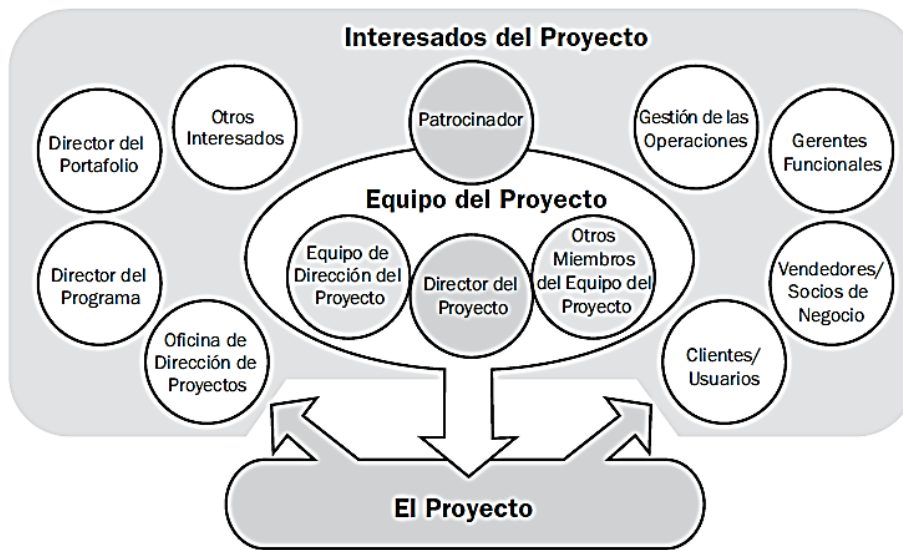 Interesados del Proyecto
Director del
Portafolio
Otros
Interesados
Patrocinador
Gestión de las
Operaciones
Gerentes
Funcionales
Equipo del Proyecto
Director del
Programa
Equipo de
Dirección del
Proyecto
Director del
Proyecto
Otros
Miembros
del Equipo del
Proyecto
Vendedores/
Socios de
Negocio
Oficina de
Dirección de
Proyectos
Clientes/
Usuarios
El Proyecto